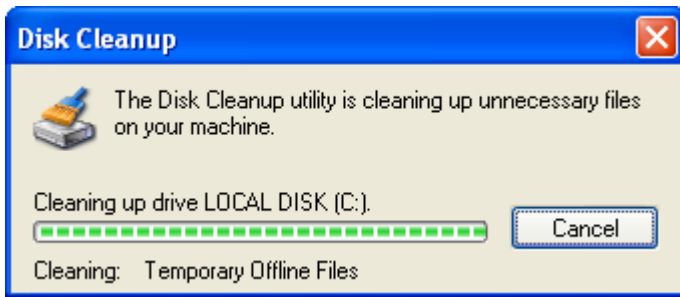 Disk Cleanup
The Disk Cleanup utility is cleaning up unnecessary files
on your machine.
Cleaning up drive LOCAL DISK (C:).
Cancel
Cleaning: Temporary Offline Files